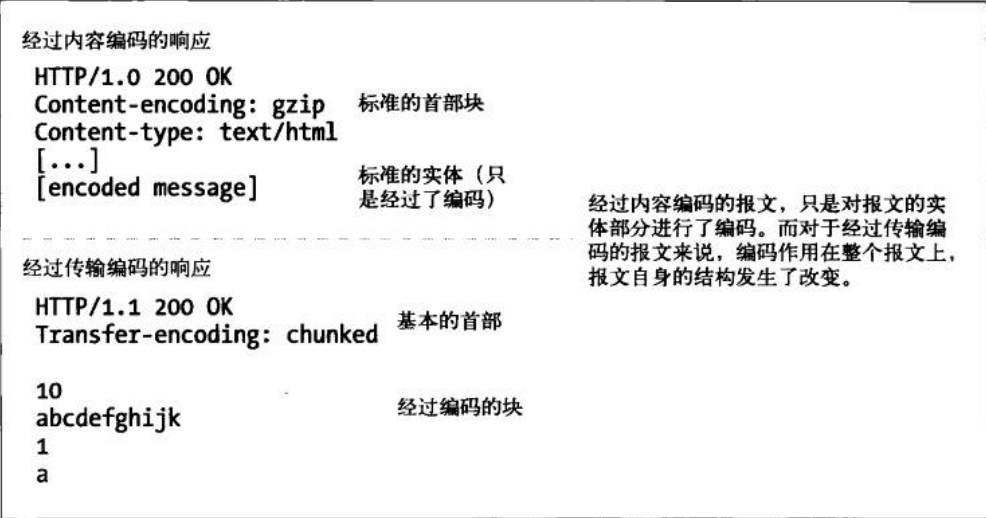 经过内容编码的响应
HTTP/1.0 200 OK
Content-encoding: gzip 标准的首部块
Content-type: text/html
[...]
[encoded message]
标准的实体（只
是经过了编码）
经过内容编码的报文，只是对报文的实
体部分进行了编码。而对于经过传输编
码的报文来说，编码作用在整个报文上，
报文自身的结构发生了改变。
经过传输编码的响应
HTTP/1.1 200 OK
Transfer-encoding: chunked
基本的首部
10
abcdefghijk
经过编码的块
1
a